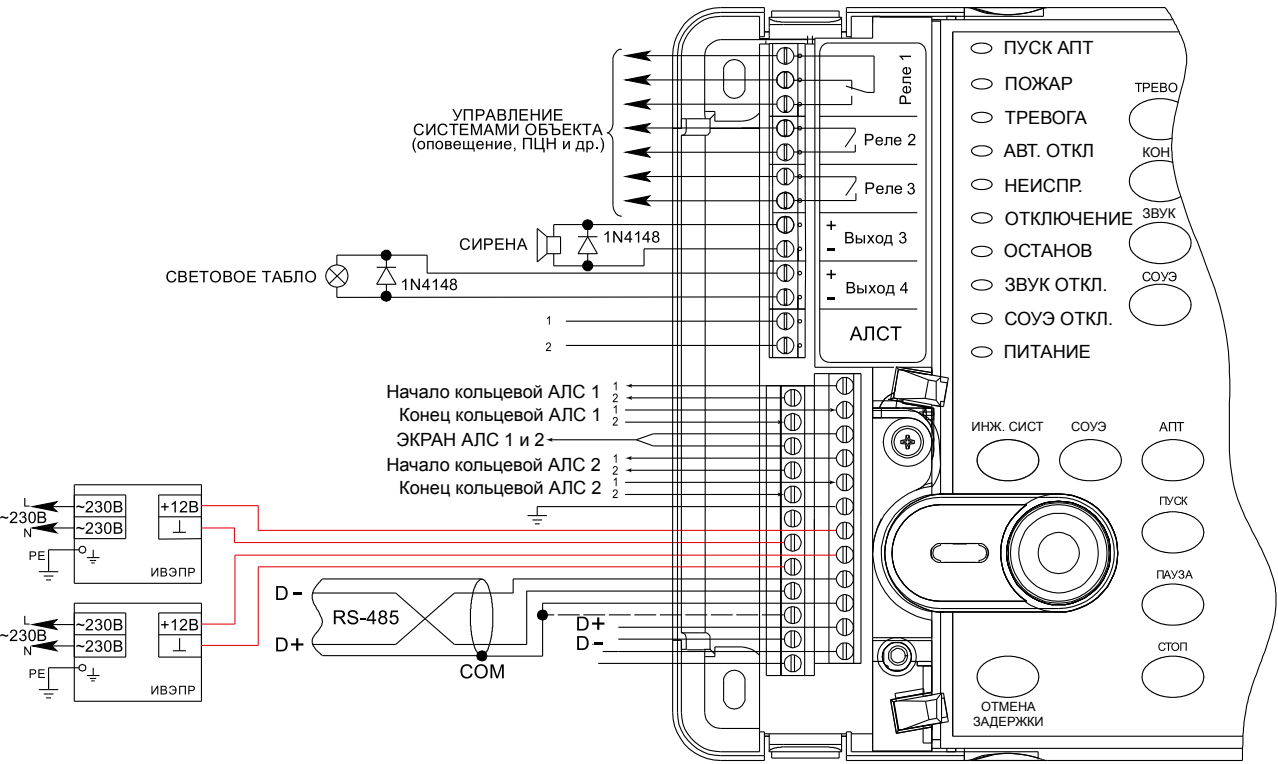 УПРАВЛЕНИЕ
СИСТЕМАМИ ОБЪЕКТА
(оповещение, ПЦН и др.)
Реле 1
Реле 2
Реле 3
СИРЕНА
1N4148
+
Выход 3
-
СВЕТОВОЕ ТАБЛО
1N4148
+
Выход 4
-
1
2
АЛСТ
Начало кольцевой АЛС 1
1
2
Конец кольцевой АЛС 1
1
2
ЭКРАН АЛС 1 и 2
Начало кольцевой АЛС 2
1
2
Конец кольцевой АЛС 2
1
2
L
~230В
N
~230В
+12В
~230В
⊥
PE
ИВЭПР
L
~230В
N
~230В
+12В
~230В
⊥
PE
ИВЭПР
D-
RS-485
D+
COM
D+
D-
ПУСК АПТ
ПОЖАР
ТРЕВОГА
АВТ. ОТКЛ
НЕИСПР.
ОТКЛЮЧЕНИЕ
ОСТАНОВ
ЗВУК ОТКЛ.
СОУЭ ОТКЛ.
ПИТАНИЕ
ТРЕВО
КОН
ЗВУК
СОУЭ
ИНЖ. СИСТ
СОУЭ
АПТ
ПУСК
ПАУЗА
СТОП
ОТМЕНА
ЗАДЕРЖКИ